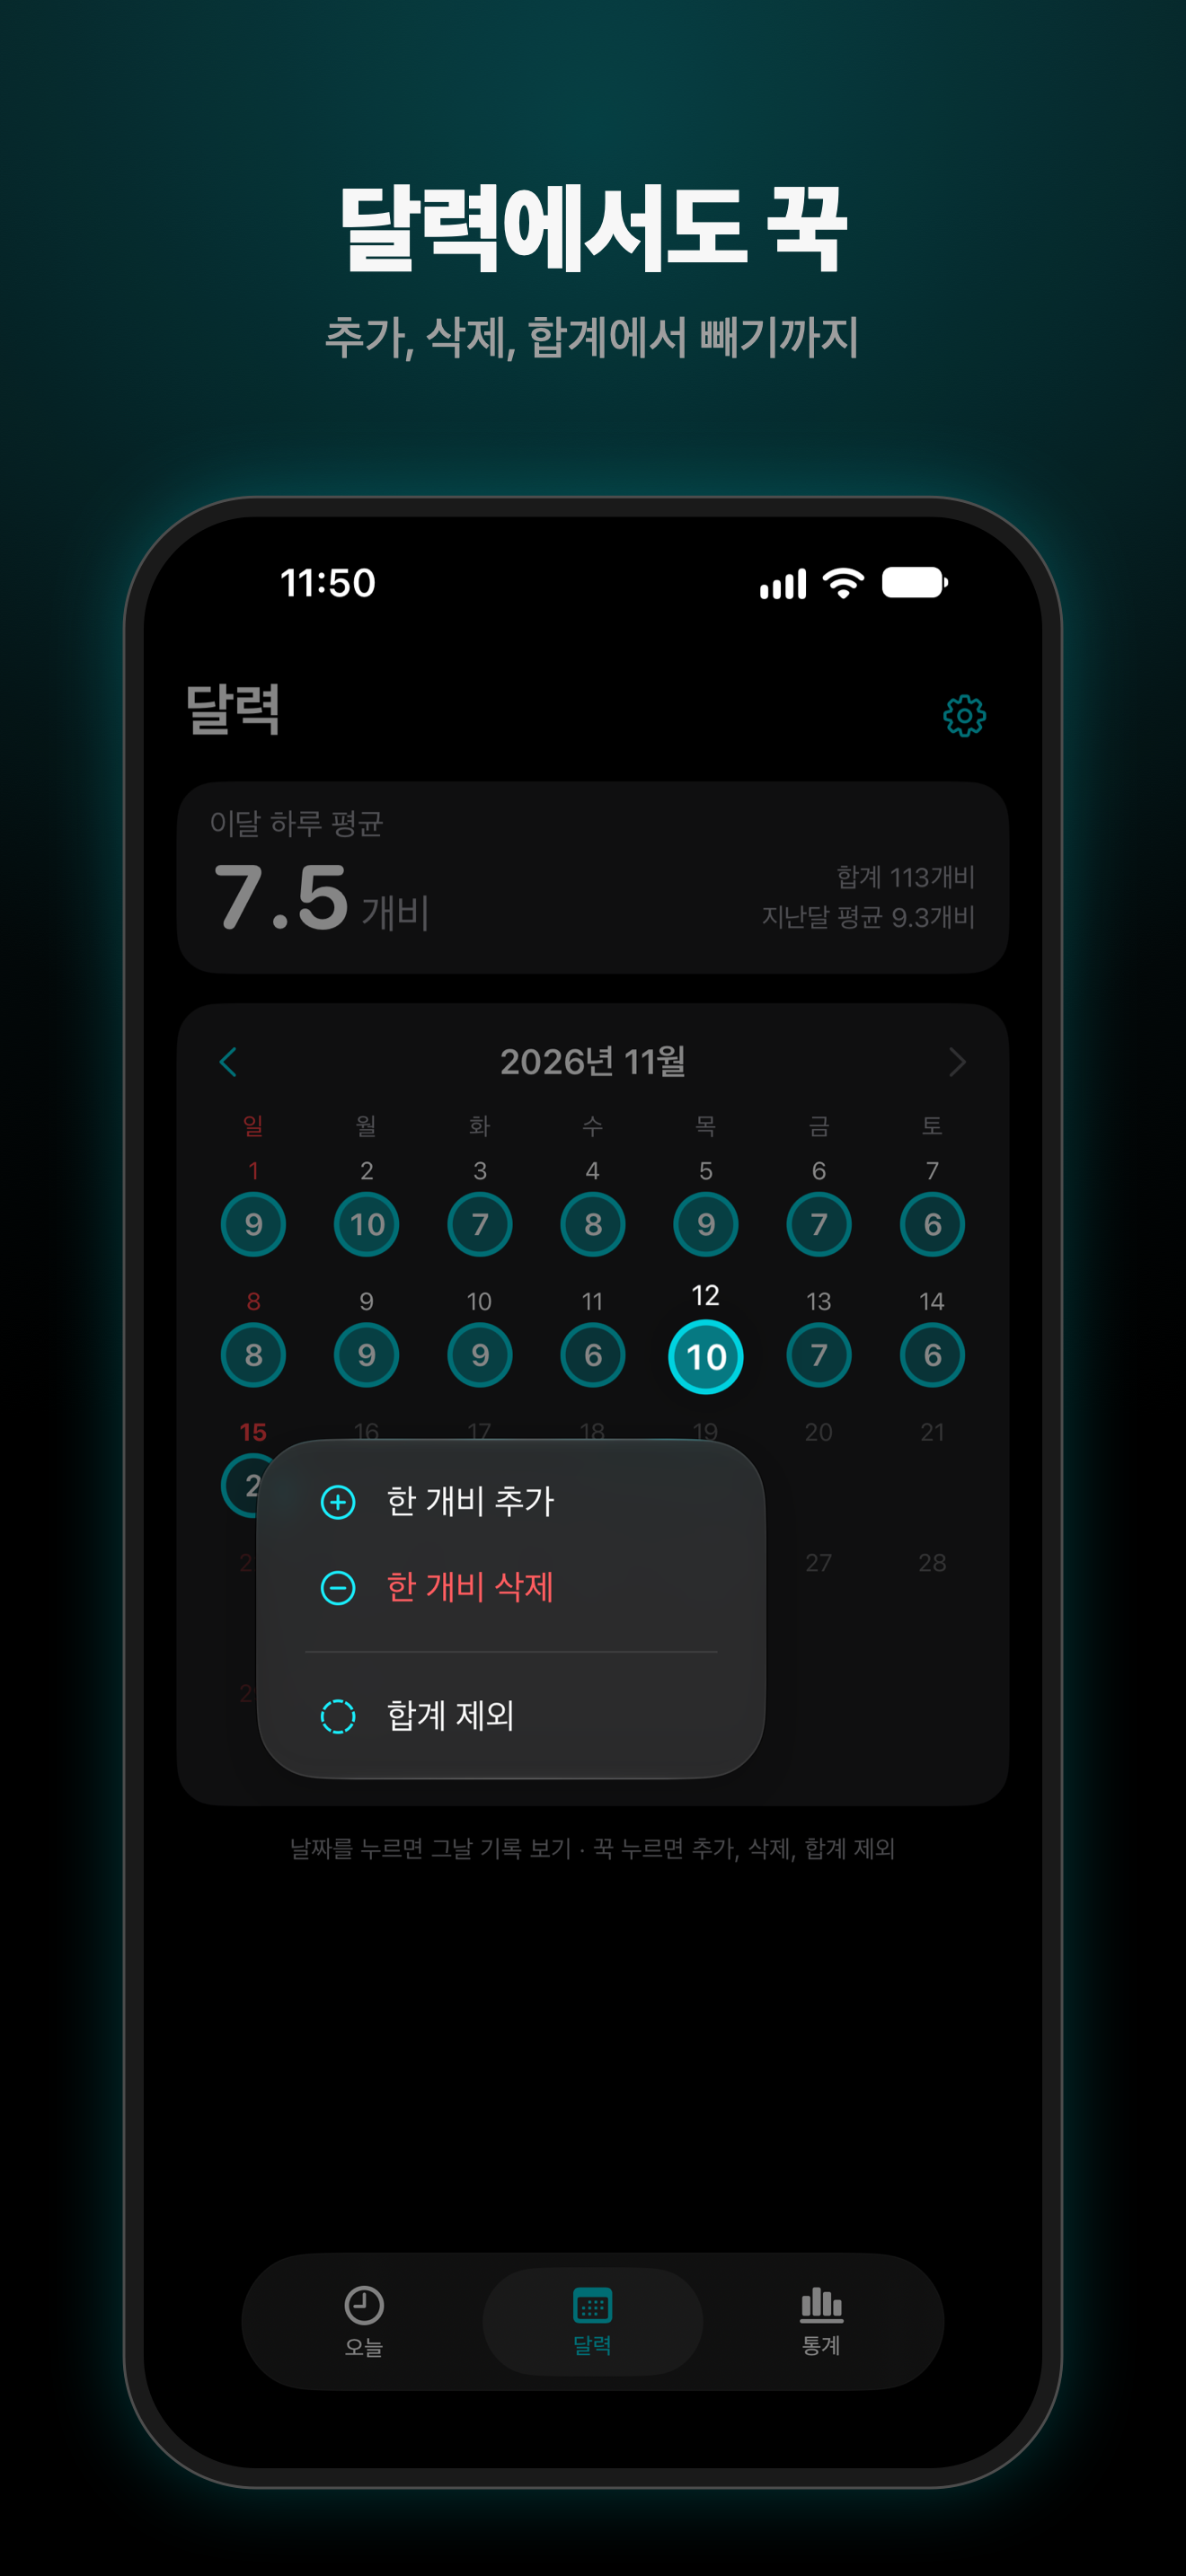 달력에서도 꾹
추가, 삭제, 합계에서 빼기까지
11:50
달력
이달 하루 평균
7.5 개비
합계 113개비
지난달 평균 9.3개비
2026년 11월
일 월 화 수 목 금 토
1 2 3 4 5 6 7
9 10 7 8 9 7 6
8 9 10 11 12 13 14
8 9 9 6 10 7 6
15 16 17 18 19 20 21
2
한 개비 추가
27 28
한 개비 삭제
합계 제외
날짜를 누르면 그날 기록 보기 · 꾹 누르면 추가, 삭제, 합계 제외
오늘 달력 통계